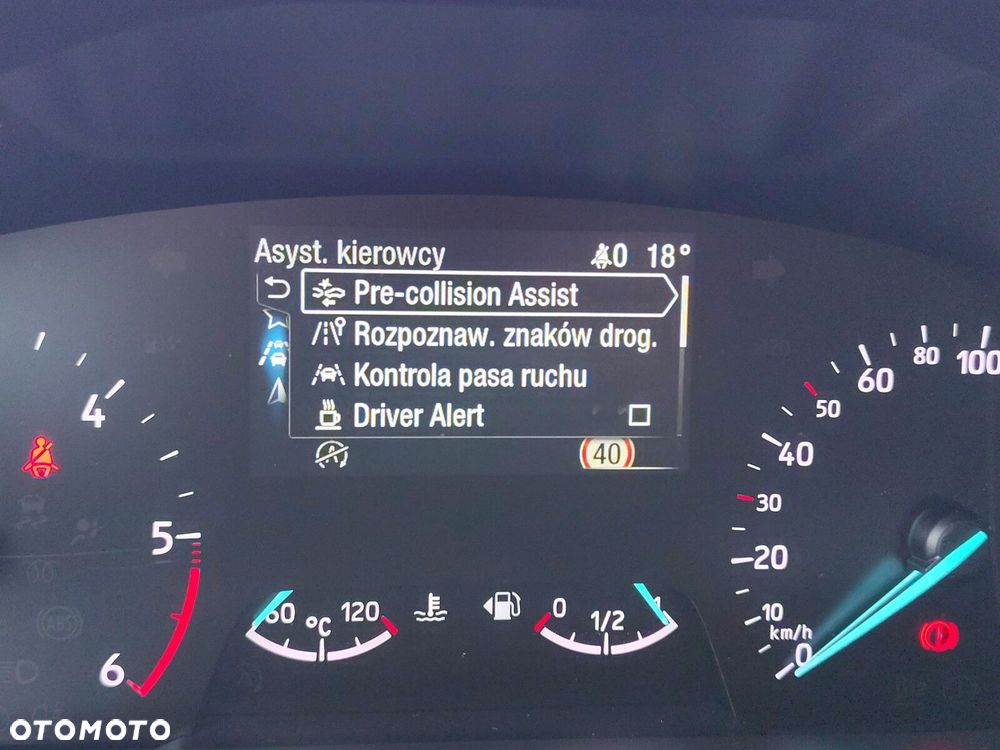 Asyst. kierowcy 0 18°
Pre-collision Assist
Rozpoznaw. znaków drog.
Kontrola pasa ruchu
Driver Alert
A 40
4
5
6
60 °C 120
0 1/2 1
100
80
60
50
40
30
20
10
km/h
0
ABS
OTOMOTO